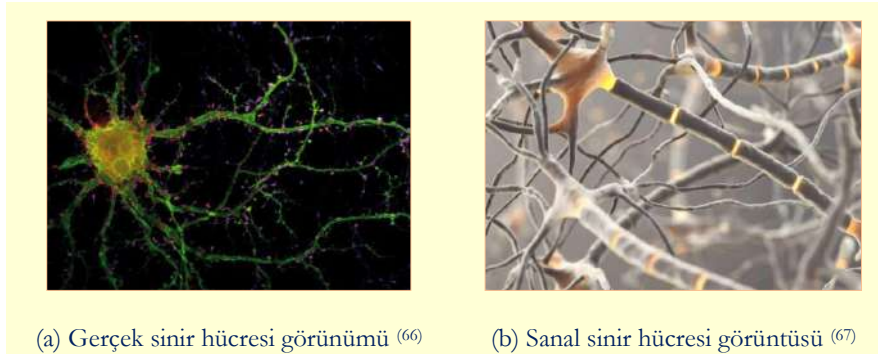 (a) Gerçek sinir hücresi görünümü (66)
(b) Sanal sinir hücresi görüntüsü (67)